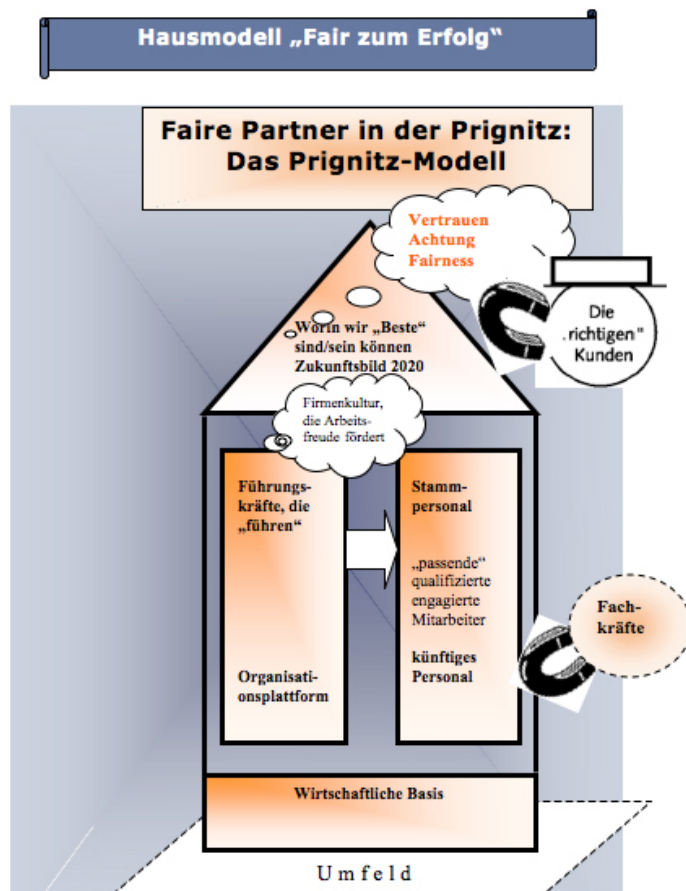 Hausmodell „Fair zum Erfolg“
Faire Partner in der Prignitz:
Das Prignitz-Modell
Vertrauen
Achtung
Fairness
Die
„richtigen“
Kunden
Worin wir „Beste“
sind/sein können
Zukunftsbild 2020
Firmenkultur,
die Arbeits-
freude fördert
Führungs-
kräfte, die
„führen“
Organisati-
onsplattform
Stamm-
personal
„passende“
qualifizierte
engagierte
Mitarbeiter
künftiges
Personal
Fach-
kräfte
Wirtschaftliche Basis
Umfeld